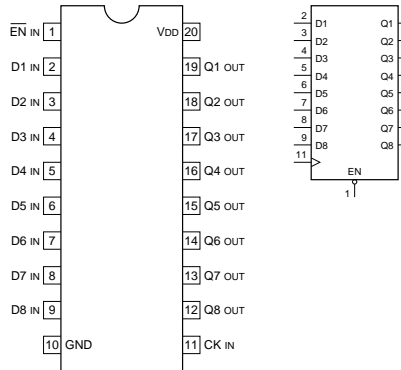 EN IN 1
D1 IN 2
D2 IN 3
D3 IN 4
D4 IN 5
D5 IN 6
D6 IN 7
D7 IN 8
D8 IN 9
10 GND
VDD 20
19 Q1 OUT
18 Q2 OUT
17 Q3 OUT
16 Q4 OUT
15 Q5 OUT
14 Q6 OUT
13 Q7 OUT
12 Q8 OUT
11 CK IN
2 D1 Q1
3 D2 Q2
4 D3 Q3
5 D4 Q4
6 D5 Q5
7 D6 Q6
8 D7 Q7
9 D8 Q8
11
EN
1